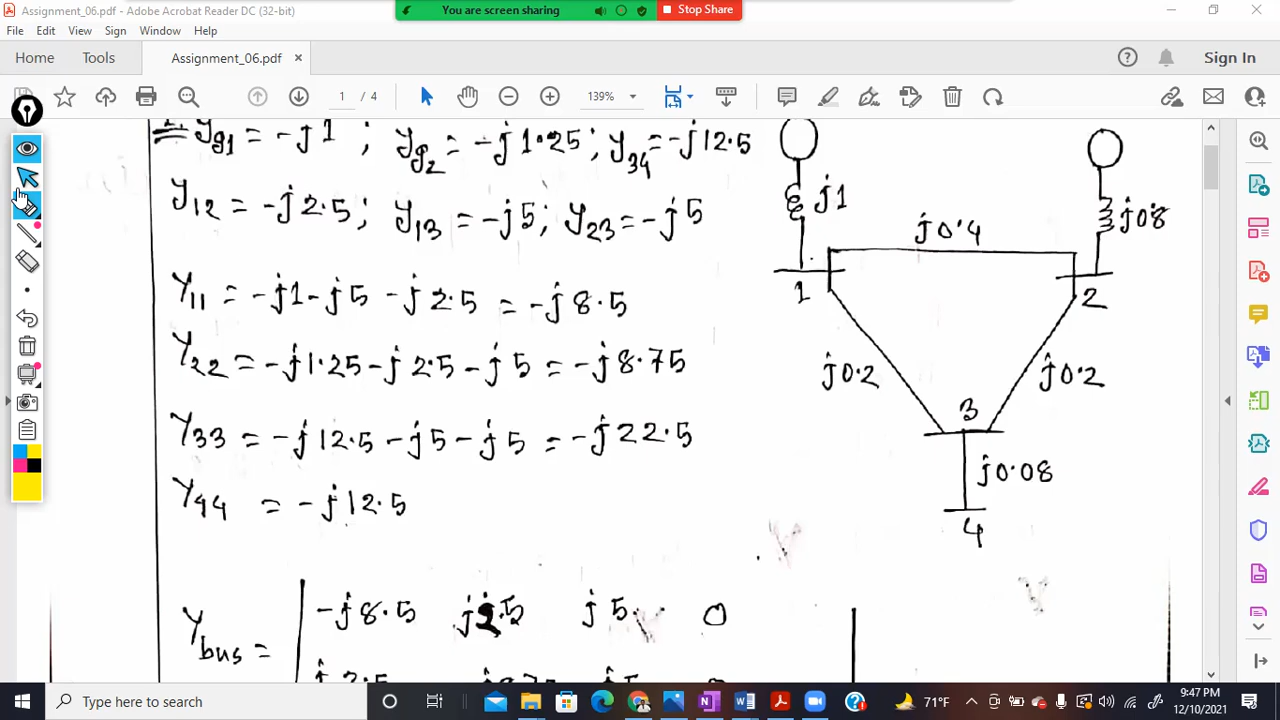 Assignment_06.pdf - Adobe Acrobat Reader DC (32-bit)
You are screen sharing
Stop Share
File Edit View Sign Window Help
Home Tools Assignment_06.pdf × Sign In
1 / 4 139%
yg1 = -j1 ; yg2 = -j1.25; y34 = -j12.5
y12 = -j2.5; y13 = -j5; y23 = -j5
Y11 = -j1-j5 -j2.5 = -j8.5
Y22 = -j1.25-j2.5-j5 = -j8.75
Y33 = -j12.5-j5-j5 = -j22.5
Y44 = -j12.5
Ybus =
-j8.5 j2.5 j5 0
j1
j0.8
j0.4
1
2
j0.2
j0.2
3
j0.08
4
Type here to search
71°F
9:47 PM
12/10/2021